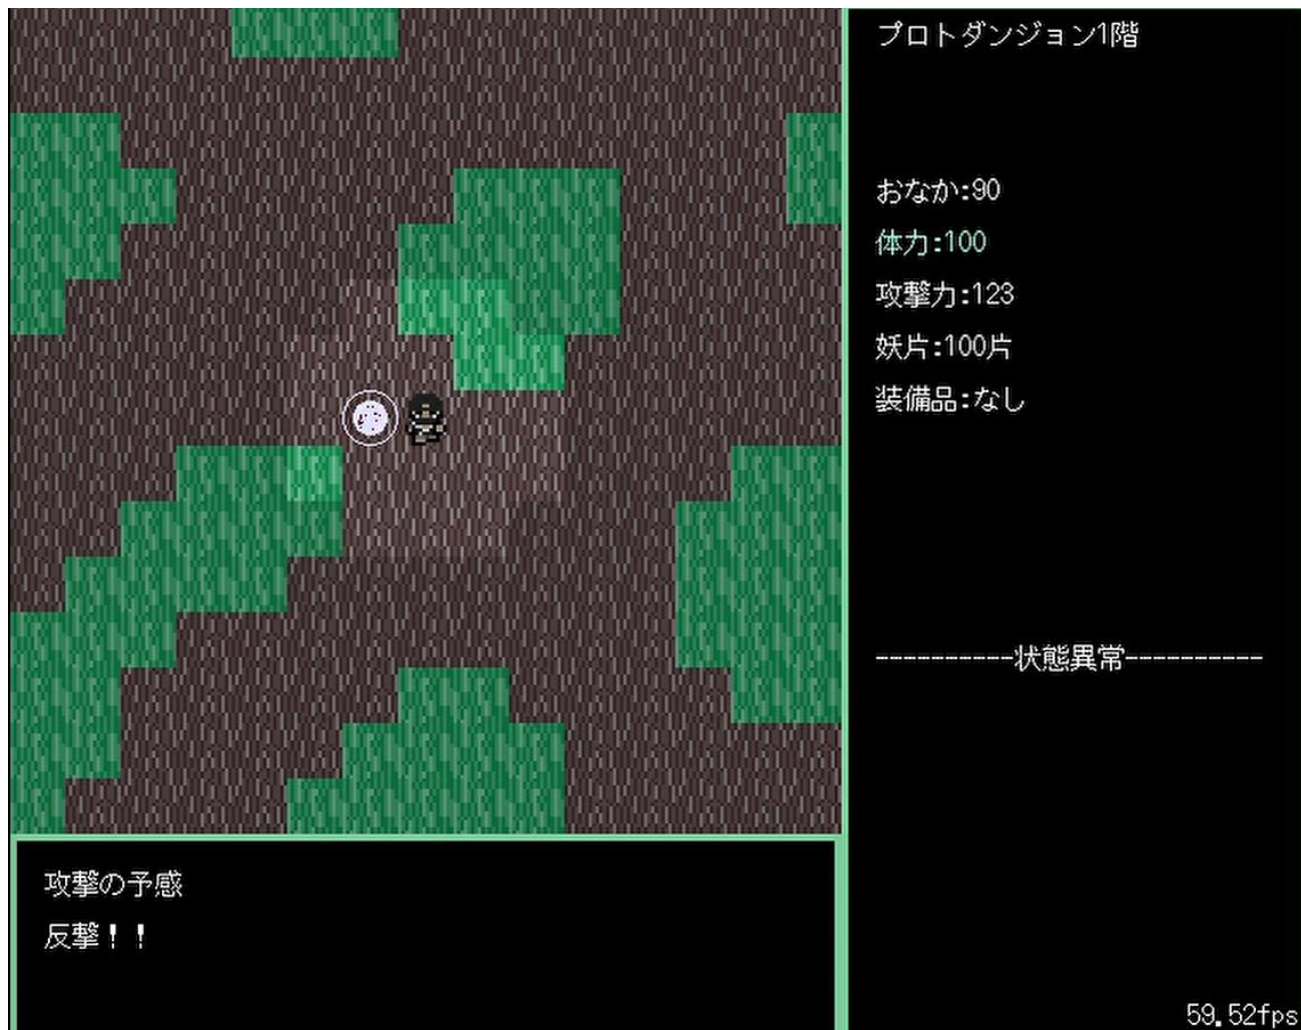 プロトダンジョン1階
おなか:90
体力:100
攻撃力:123
妖片:100片
装備品:なし
----------状態異常----------
攻撃の予感
反撃！！
59.52fps